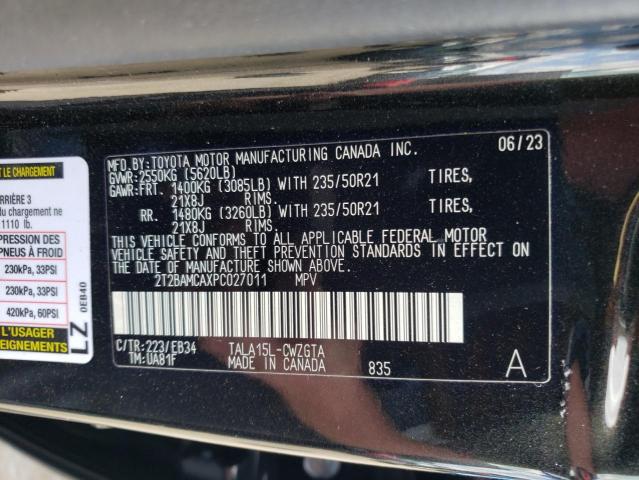 T LE CHARGEMENT
RRIÈRE 3
du chargement ne
1110 lb.
PRESSION DES
PNEUS À FROID
230kPa, 33PSI
230kPa, 33PSI
420kPa, 60PSI
L'USAGER
EIGNEMENTS
LZ 0EB40
MFD.BY:TOYOTA MOTOR MANUFACTURING CANADA INC. 06/23
GVWR:2550KG (5620LB)
GAWR:FRT. 1400KG (3085LB) WITH 235/50R21 TIRES,
21X8J RIMS.
RR. 1480KG (3260LB) WITH 235/50R21 TIRES,
21X8J RIMS.
THIS VEHICLE CONFORMS TO ALL APPLICABLE FEDERAL MOTOR
VEHICLE SAFETY AND THEFT PREVENTION STANDARDS IN EFFECT ON
THE DATE OF MANUFACTURE SHOWN ABOVE.
2T2BAMCAXPC027011 MPV
C/TR:223/EB34 TALA15L-CWZGTA
TM:UA81F MADE IN CANADA 835 A